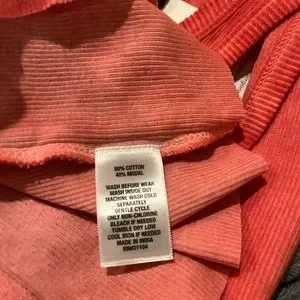 60% COTTON
40% MODAL
WASH BEFORE WEAR
WASH INSIDE OUT
MACHINE WASH COLD
SEPARATELY
GENTLE CYCLE
ONLY NON-CHLORINE
BLEACH IF NEEDED
TUMBLE DRY LOW
COOL IRON IF NEEDED
MADE IN INDIA